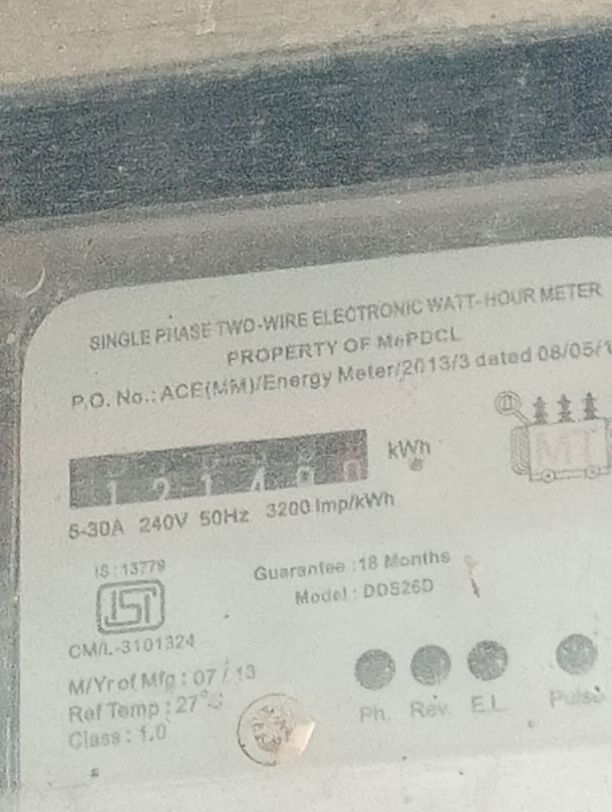 SINGLE PHASE TWO-WIRE ELECTRONIC WATT-HOUR METER
PROPERTY OF MePDCL
P.O. No.: ACE(MM)/Energy Meter/2013/3 dated 08/05/1
MT
kWh
5-30A 240V 50Hz 3200 Imp/kWh
IS : 13779
Guarantee : 18 Months
Model : DDS26D
CM/L-3101324
M/Yr of Mfg : 07 / 13
Ref Temp : 27°C
Class : 1.0
Ph. Rev. E.L. Pulse